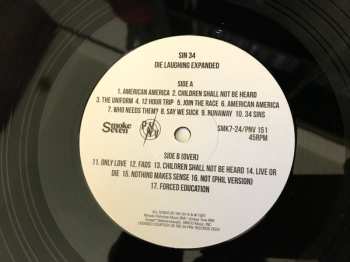 SIN 34
DIE LAUGHING EXPANDED
SIDE A
1. AMERICAN AMERICA 2. CHILDREN SHALL NOT BE HEARD
3. THE UNIFORM 4. 12 HOUR TRIP 5. JOIN THE RACE 6. AMERICAN AMERICA
7. WHO NEEDS THEM? 8. SAY WE SUCK 9. RUNAWAY 10. 34 SINS
Smoke
Seven
SMK7-24/PNV 151
45RPM
SIDE B (OVER)
11. ONLY LOVE 12. FADS 13. CHILDREN SHALL NOT BE HEARD 14. LIVE OR
DIE 15. NOTHING MAKES SENSE 16. NOT (PHIL VERSION)
17. FORCED EDUCATION